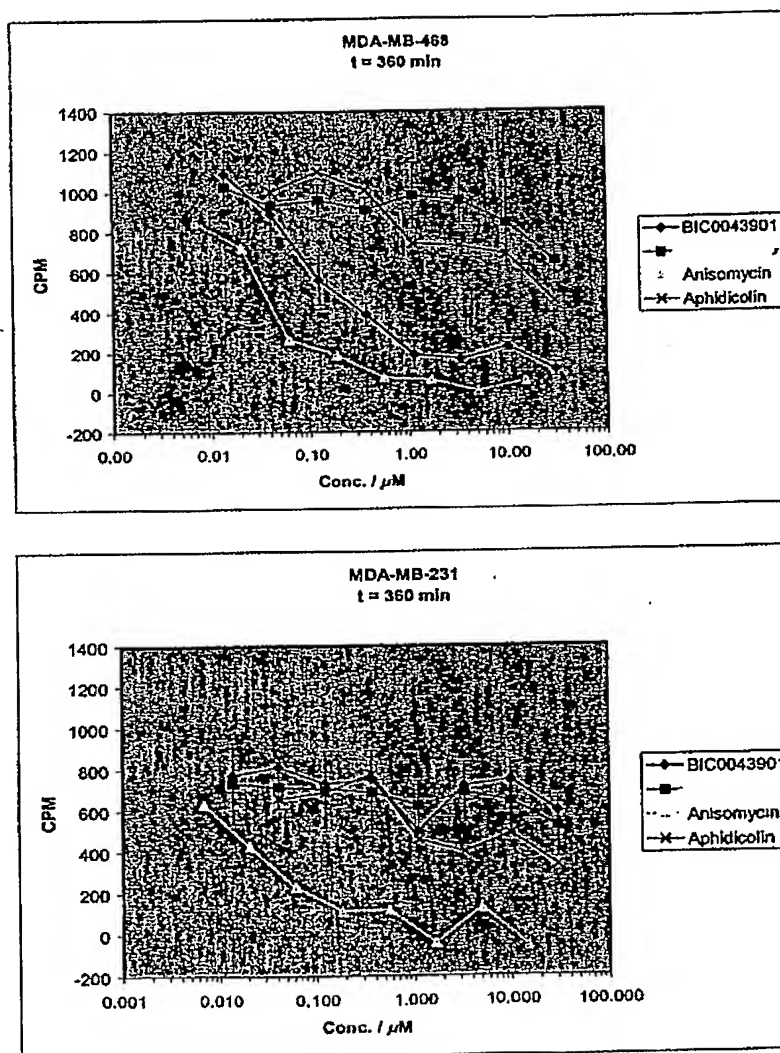 MDA-MB-468
t = 360 min
1400
1200
1000
800
600
400
200
0
-200
CPM
0.00
0.01
0.10
1.00
10.00
100.00
Conc. / μM
BIC0043901
Anisomycin
Aphidicolin
MDA-MB-231
t = 360 min
1400
1200
1000
800
600
400
200
0
-200
CPM
0.001
0.010
0.100
1.000
10.000
100.000
Conc. / μM
BIC0043901
Anisomycin
Aphidicolin